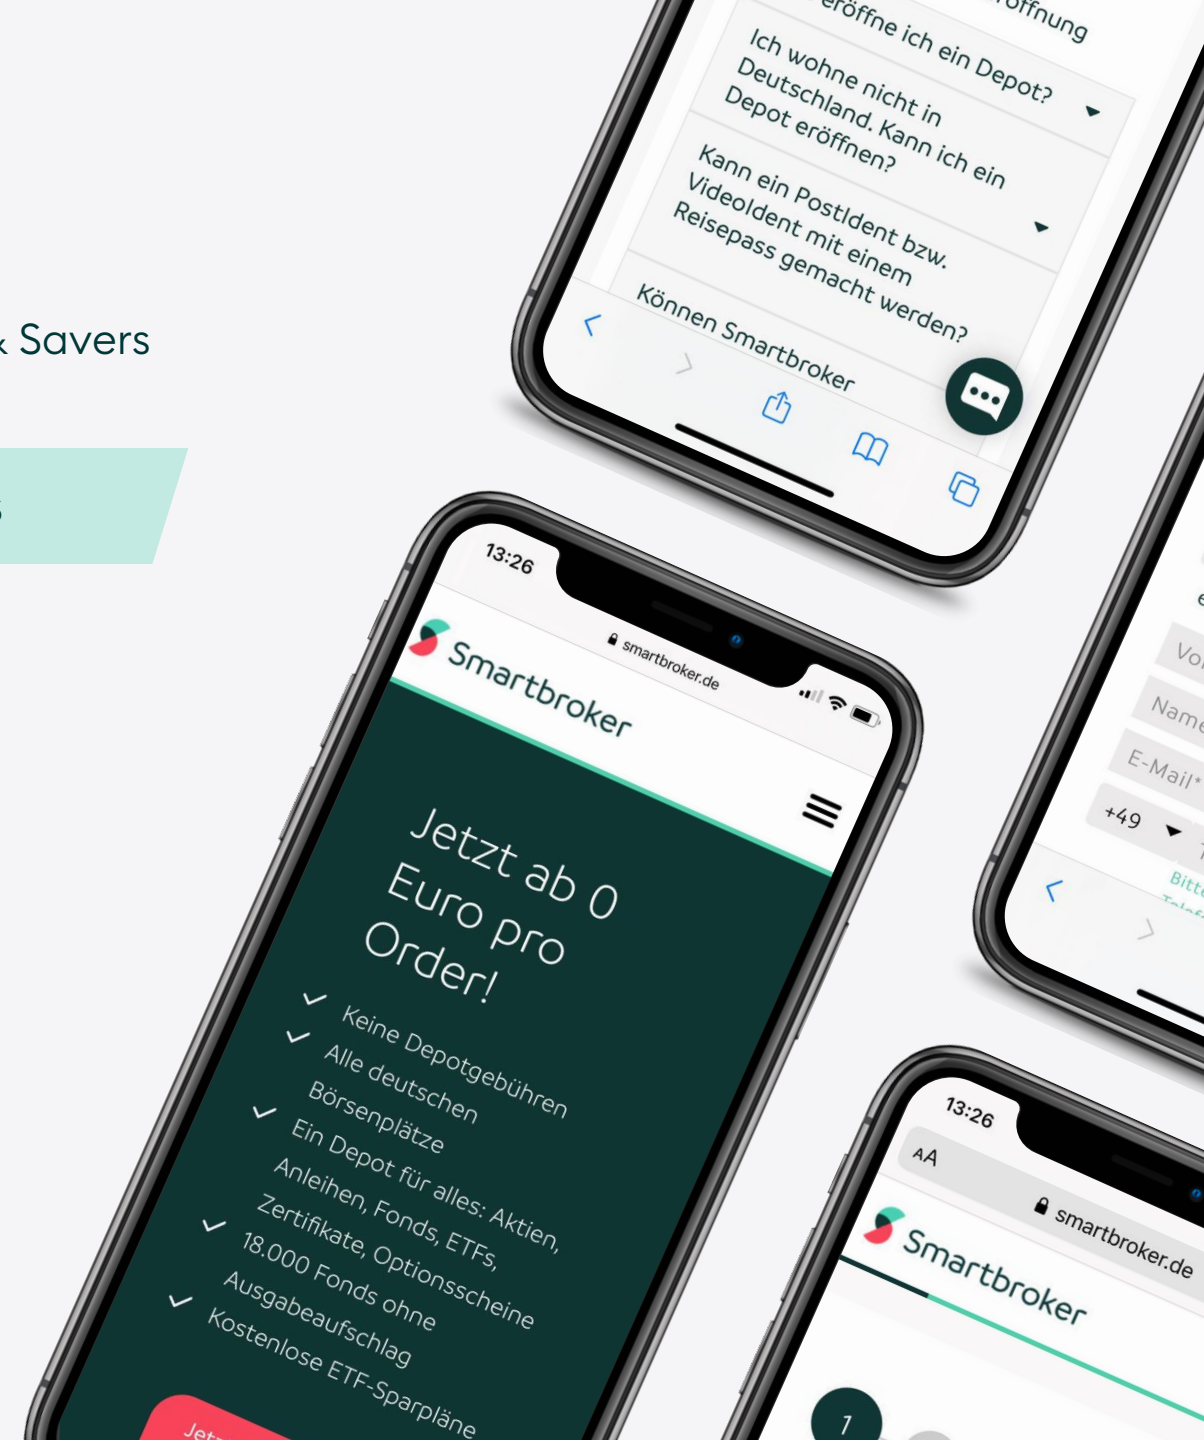 & Savers
eröffne ich ein Depot?
Ich wohne nicht in
Deutschland. Kann ich ein
Depot eröffnen?
Kann ein PostIdent bzw.
VideoIdent mit einem
Reisepass gemacht werden?
Können Smartbroker
13:26
smartbroker.de
Smartbroker
Jetzt ab 0
Euro pro
Order!
Keine Depotgebühren
Alle deutschen
Börsenplätze
Ein Depot für alles: Aktien,
Anleihen, Fonds, ETFs,
Zertifikate, Optionsscheine
18.000 Fonds ohne
Ausgabeaufschlag
Kostenlose ETF-Sparpläne
Name
E-Mail*
+49
13:26
AA
smartbroker.de
Smartbroker
1